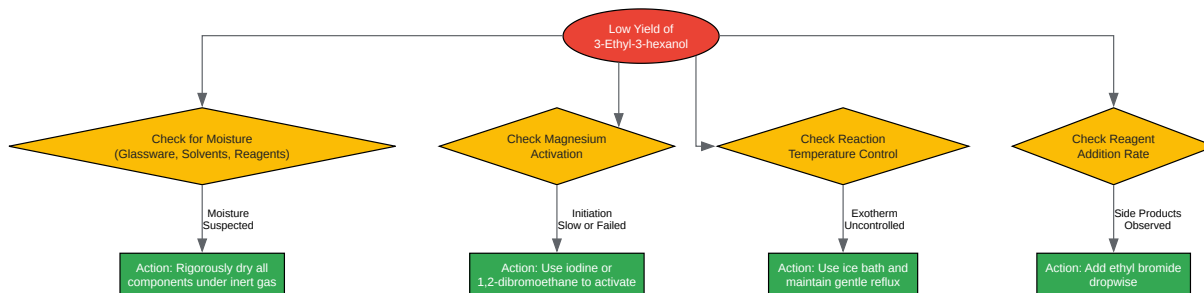 Low Yield of
3-Ethyl-3-hexanol
Check for Moisture
(Glassware, Solvents, Reagents)
Check Magnesium
Activation
Check Reaction
Temperature Control
Check Reagent
Addition Rate
Moisture
Suspected
Initiation
Slow or Failed
Exotherm
Uncontrolled
Side Products
Observed
Action: Rigorously dry all
components under inert gas
Action: Use iodine or
1,2-dibromoethane to activate
Action: Use ice bath and
maintain gentle reflux
Action: Add ethyl bromide
dropwise